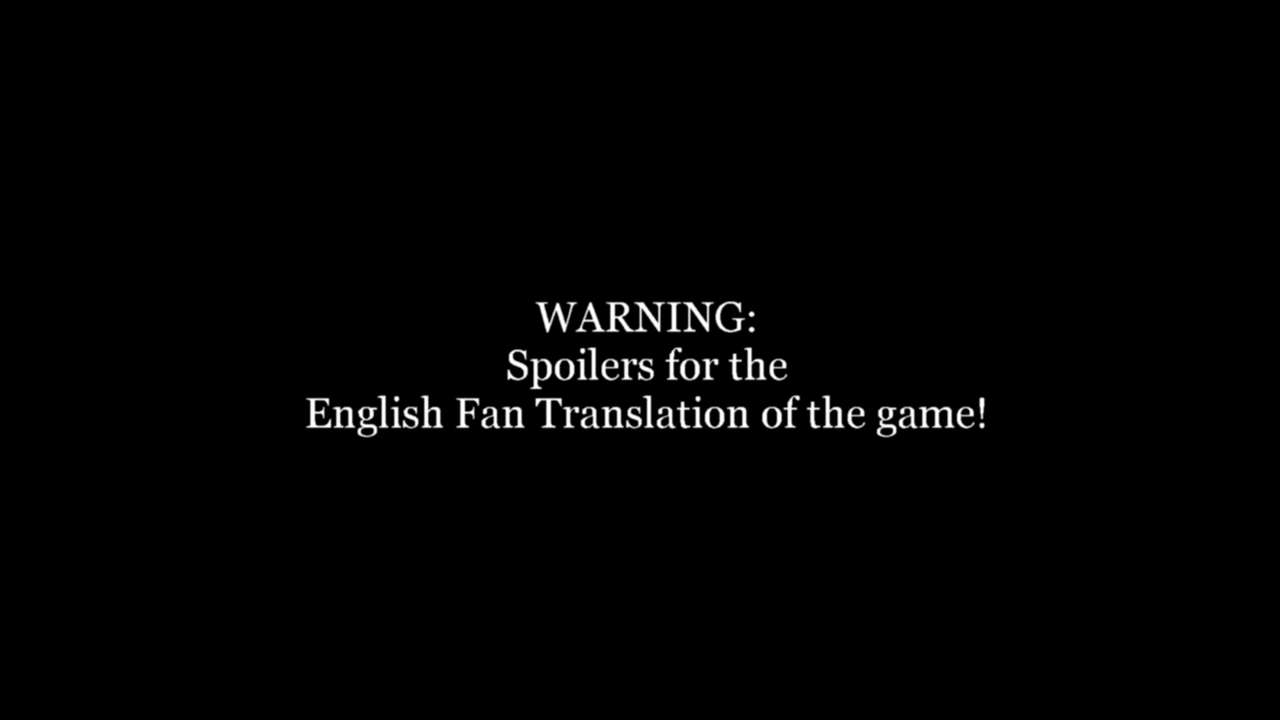 WARNING:
Spoilers for the
English Fan Translation of the game!